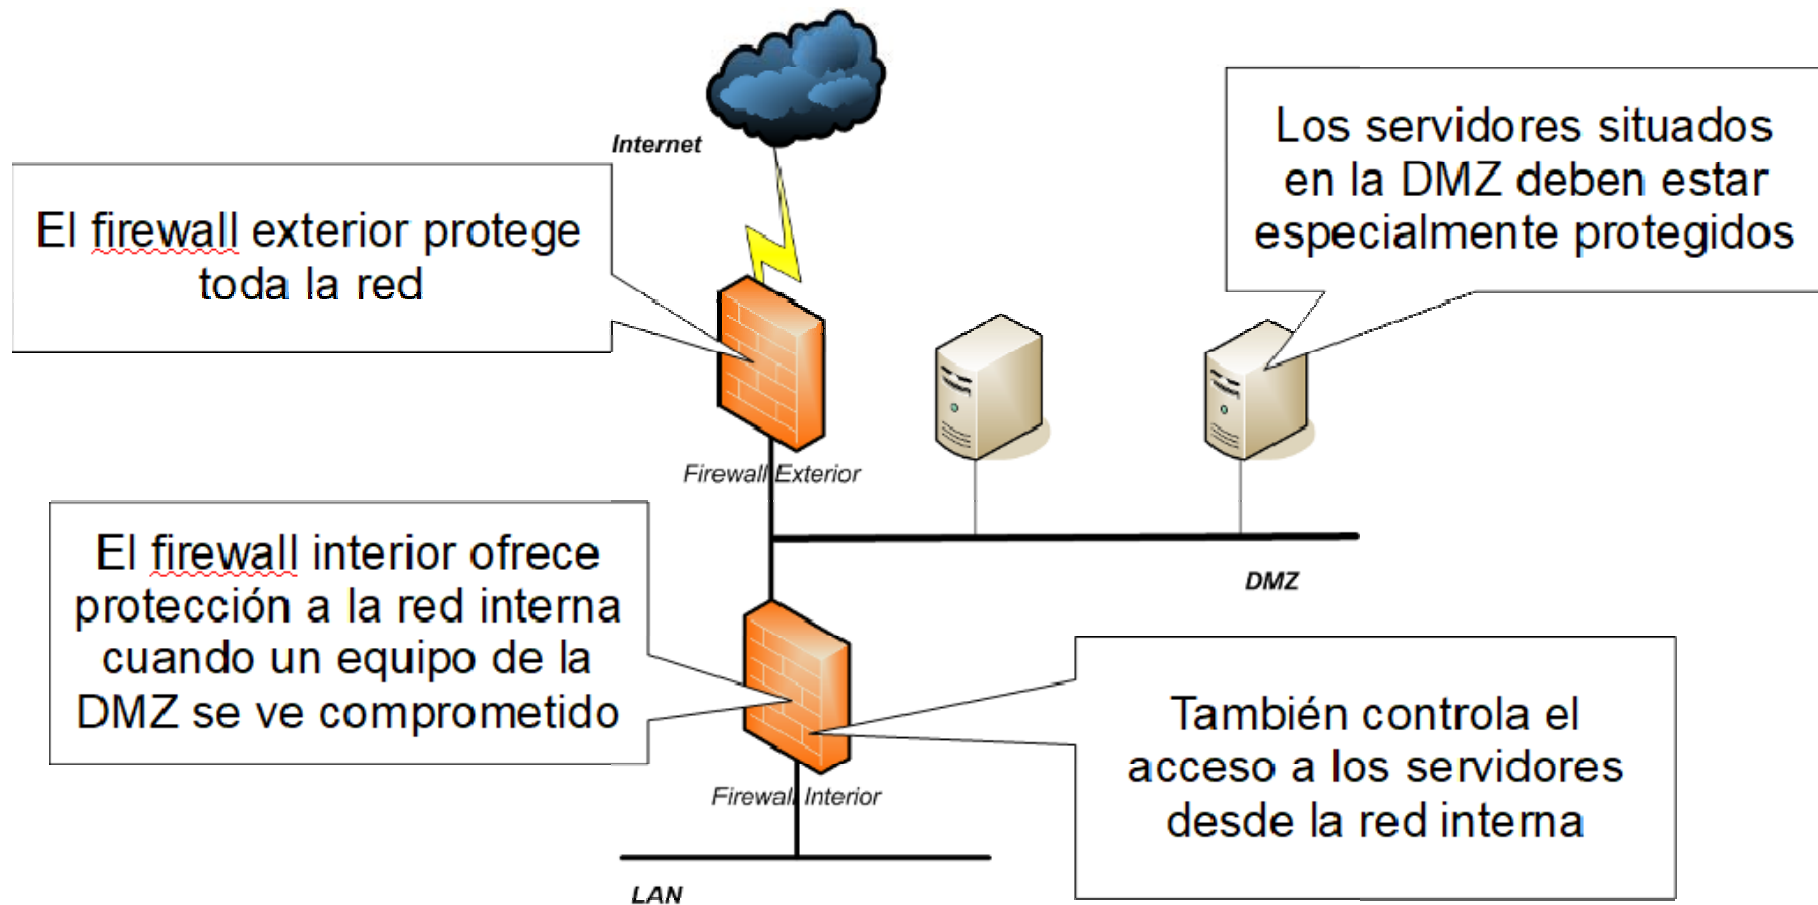 Internet
El firewall exterior protege
toda la red
Los servidores situados
en la DMZ deben estar
especialmente protegidos
Firewall Exterior
El firewall interior ofrece
protección a la red interna
cuando un equipo de la
DMZ se ve comprometido
DMZ
También controla el
acceso a los servidores
desde la red interna
Firewall Interior
LAN